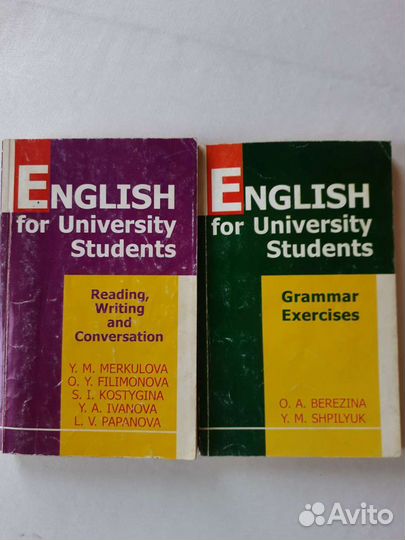 ENGLISH
for University
Students
Reading,
Writing
and
Conversation
Y. M. MERKULOVA
O. Y. FILIMONOVA
S. I. KOSTYGINA
Y. A. IVANOVA
L. V. PAPANOVA
ENGLISH
for University
Students
Grammar
Exercises
O. A. BEREZINA
Y. M. SHPILYUK
Avito